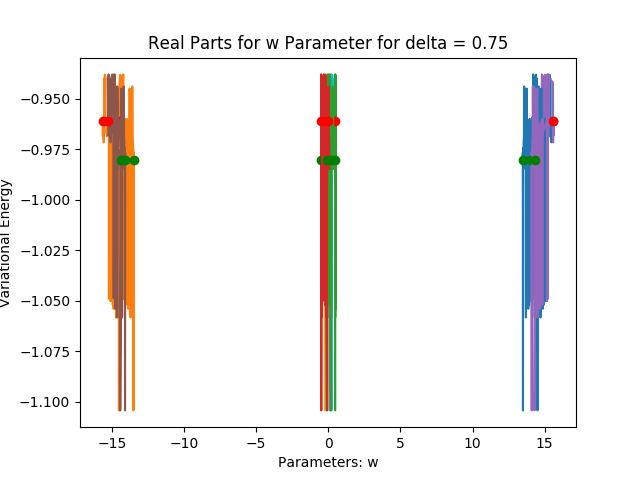 Real Parts for w Parameter for delta = 0.75
Variational Energy
−0.950
−0.975
−1.000
−1.025
−1.050
−1.075
−1.100
−15 −10 −5 0 5 10 15
Parameters: w